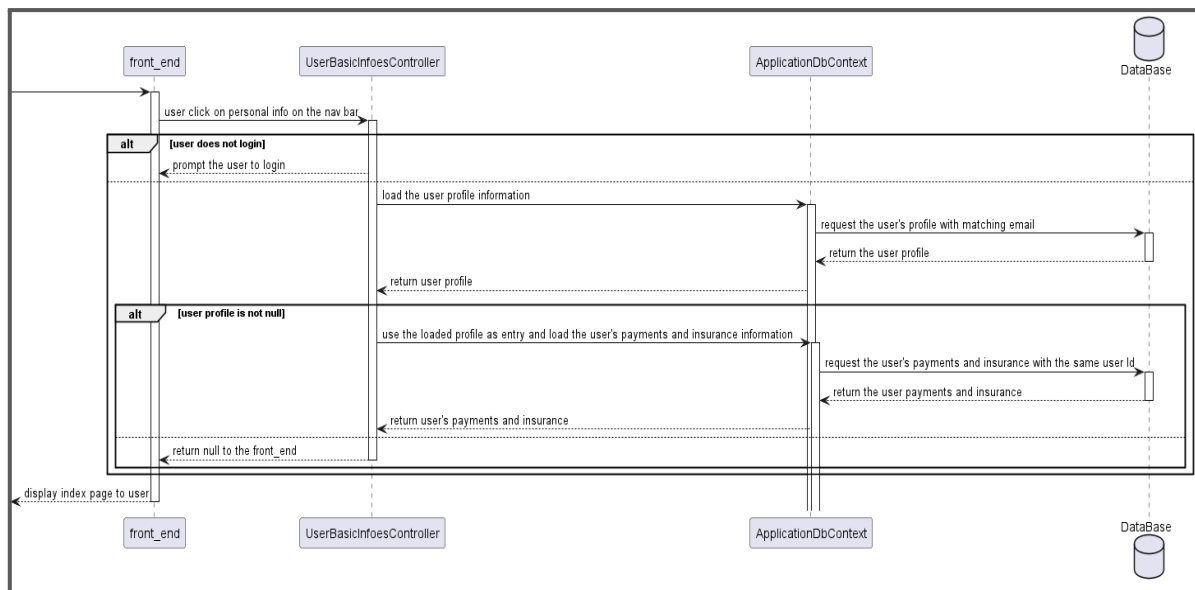 DataBase
front_end
UserBasicInfoesController
ApplicationDbContext
user click on personal info on the nav bar
alt
[user does not login]
prompt the user to login
load the user profile information
request the user's profile with matching email
return the user profile
return user profile
alt
[user profile is not null]
use the loaded profile as entry and load the user's payments and insurance information
request the user's payments and insurance with the same user Id
return the user payments and insurance
return user's payments and insurance
return null to the front_end
display index page to user
front_end
UserBasicInfoesController
ApplicationDbContext
DataBase